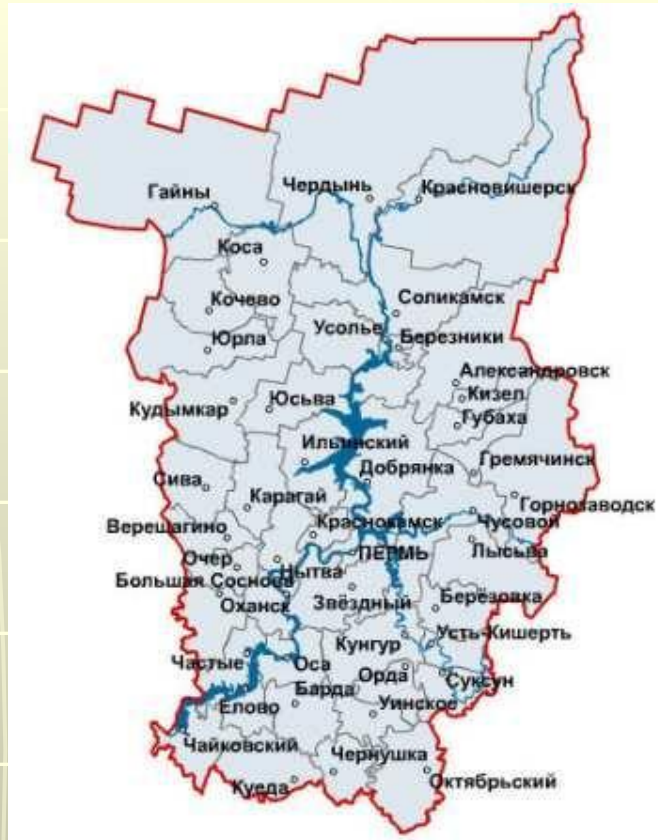 Гайны
Чердынь
Красновишерск
Коса
Кочево
Соликамск
Усолье
Березники
Юрла
Александровск
Кудымкар
Юсьва
Кизел
Губаха
Ильинский
Гремячинск
Сива
Добрянка
Карагай
Горнозаводск
Верещагино
Краснокамск
Чусовой
Очёр
ПЕРМЬ
Лысьва
Большая Соснова
Нытва
Оханск
Звёздный
Берёзовка
Кунгур
Усть-Кишерть
Частые
Оса
Орда
Суксун
Елово
Барда
Уинское
Чайковский
Чернушка
Куеда
Октябрьский